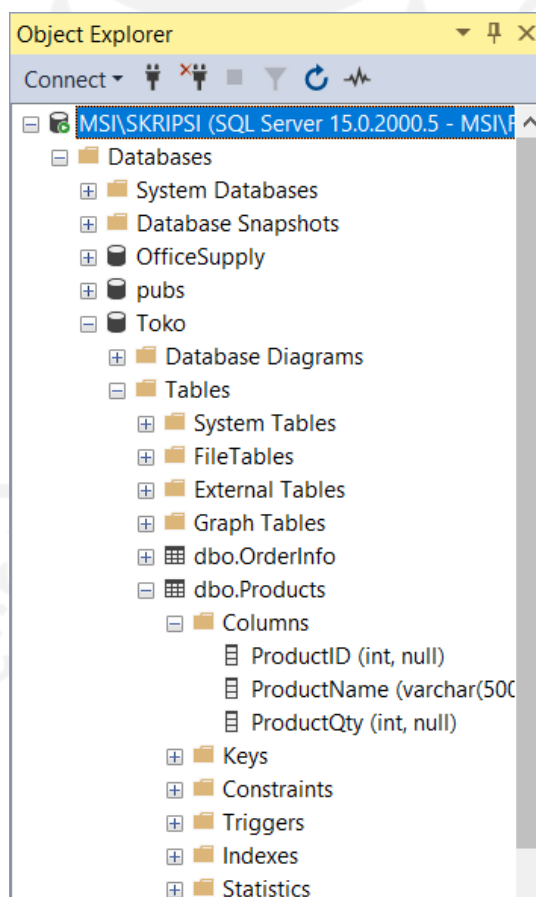 Object Explorer
Connect
MSI\SKRIPSI (SQL Server 15.0.2000.5 - MSI\F
Databases
System Databases
Database Snapshots
OfficeSupply
pubs
Toko
Database Diagrams
Tables
System Tables
FileTables
External Tables
Graph Tables
dbo.OrderInfo
dbo.Products
Columns
ProductID (int, null)
ProductName (varchar(500
ProductQty (int, null)
Keys
Constraints
Triggers
Indexes
Statistics